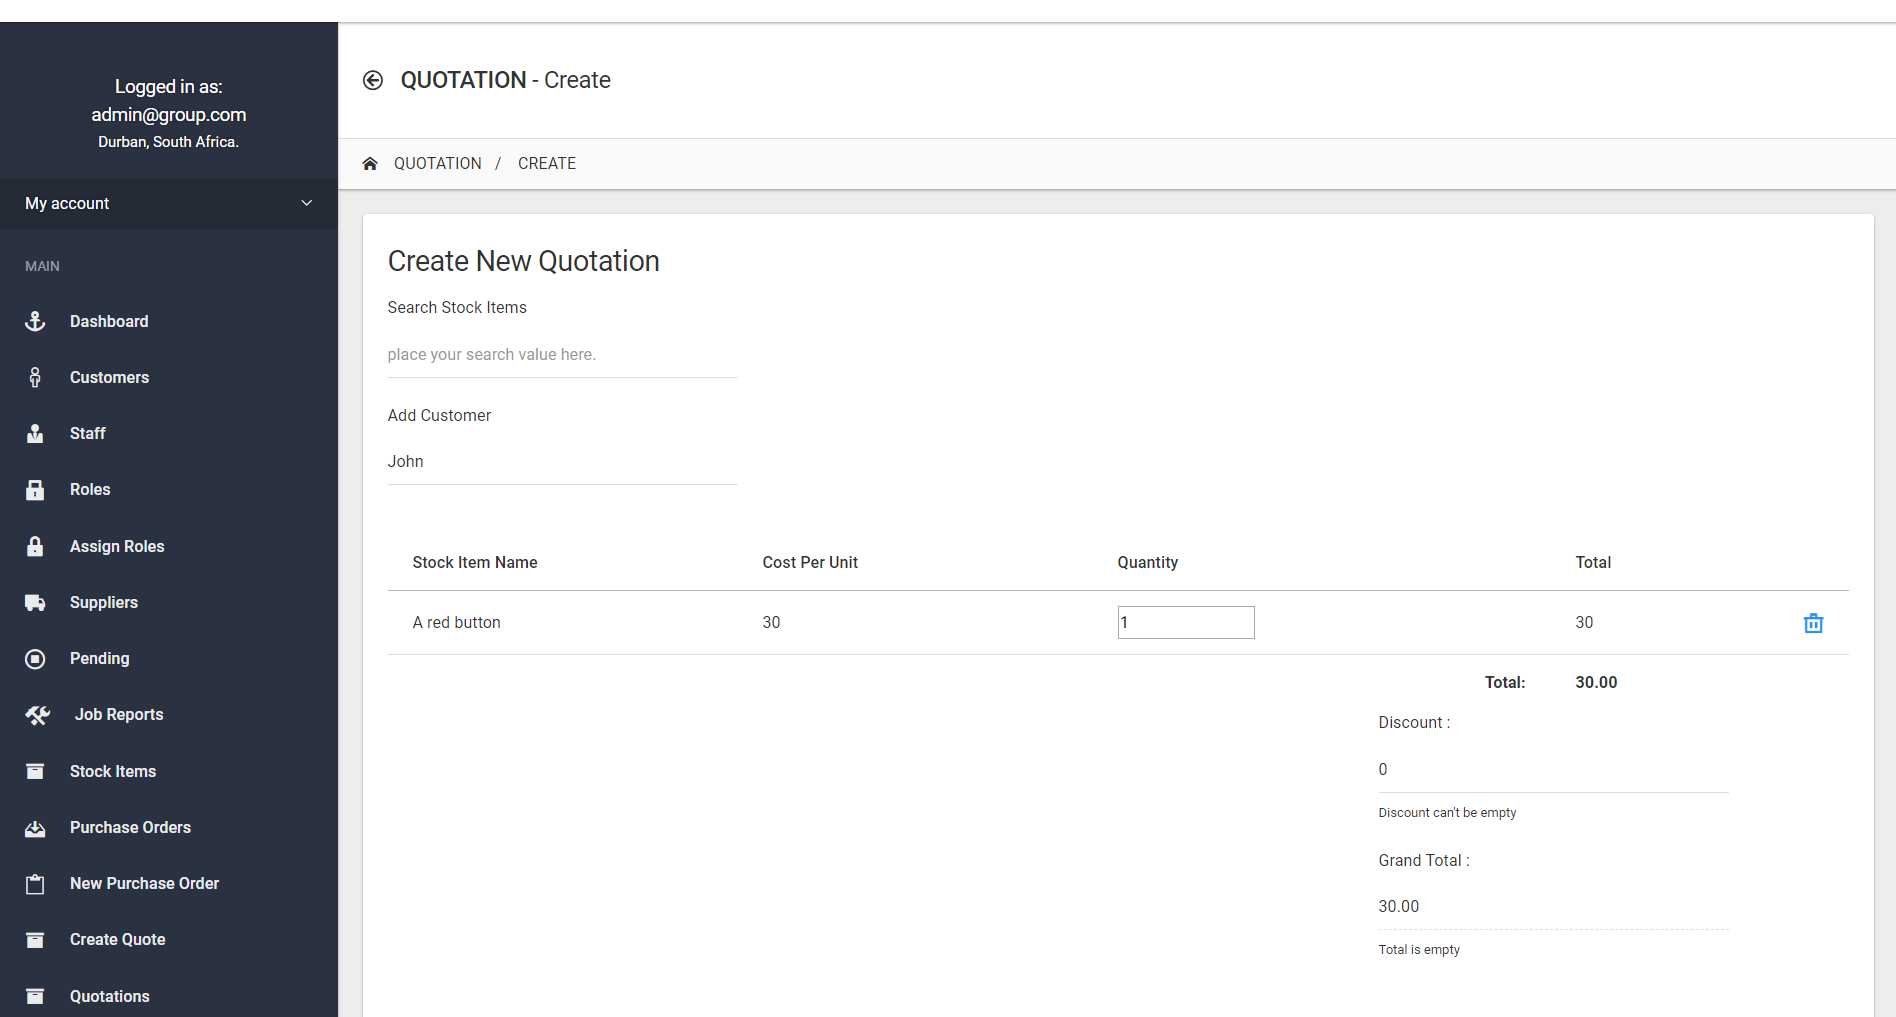 Logged in as:
admin@group.com
Durban, South Africa.
My account
MAIN
Dashboard
Customers
Staff
Roles
Assign Roles
Suppliers
Pending
Job Reports
Stock Items
Purchase Orders
New Purchase Order
Create Quote
Quotations
QUOTATION - Create
QUOTATION / CREATE
Create New Quotation
Search Stock Items
place your search value here.
Add Customer
John
Stock Item Name Cost Per Unit Quantity Total
A red button 30 1 30
Total: 30.00
Discount :
0
Discount can't be empty
Grand Total :
30.00
Total is empty